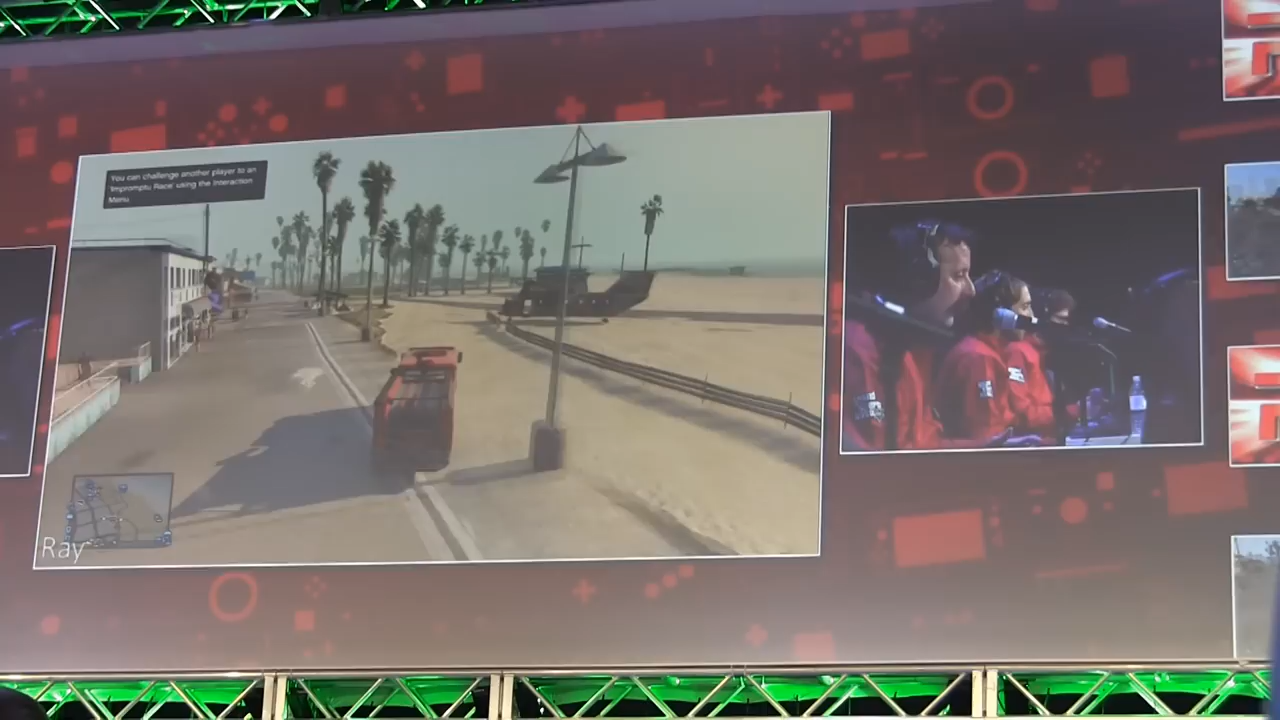 You can challenge another player to an
'Impromptu Race' using the Interaction
Menu.
Ray